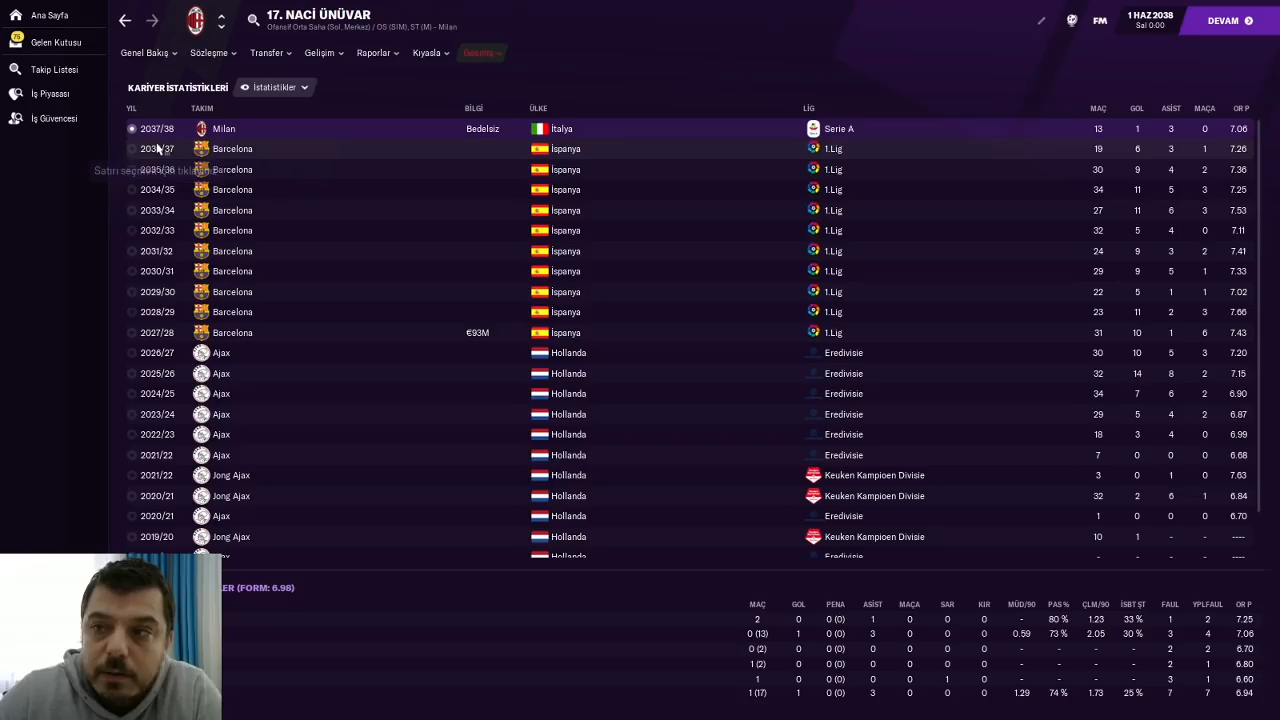 Ana Sayfa
75
Gelen Kutusu
Takip Listesi
İş Piyasası
İş Güvencesi
17. NACİ ÜNÜVAR
Ofansif Orta Saha (Sol, Merkez) / OS (SIM), ST (M) - Milan
FM
1 HAZ 2038
Sal 0:00
DEVAM
Genel Bakış Sözleşme Transfer Gelişim Raporlar Kıyasla Geçmiş
KARİYER İSTATİSTİKLERİ İstatistikler
YIL TAKIM BİLGİ ÜLKE LİG MAÇ GOL ASİST MAÇA OR P
2037/38 Milan Bedelsiz İtalya Serie A 13 1 3 0 7.06
2036/37 Barcelona İspanya 1.Lig 19 6 3 1 7.26
2035/36 Barcelona İspanya 1.Lig 30 9 4 2 7.36
Satırı seçmek için tıklayınız
2034/35 Barcelona İspanya 1.Lig 34 11 5 3 7.25
2033/34 Barcelona İspanya 1.Lig 27 11 6 3 7.53
2032/33 Barcelona İspanya 1.Lig 32 5 4 0 7.11
2031/32 Barcelona İspanya 1.Lig 24 9 3 2 7.41
2030/31 Barcelona İspanya 1.Lig 29 9 5 1 7.33
2029/30 Barcelona İspanya 1.Lig 22 5 1 1 7.02
2028/29 Barcelona İspanya 1.Lig 23 11 2 3 7.66
2027/28 Barcelona €93M İspanya 1.Lig 31 10 1 6 7.43
2026/27 Ajax Hollanda Eredivisie 30 10 5 3 7.20
2025/26 Ajax Hollanda Eredivisie 32 14 8 2 7.15
2024/25 Ajax Hollanda Eredivisie 34 7 6 2 6.90
2023/24 Ajax Hollanda Eredivisie 29 5 4 2 6.87
2022/23 Ajax Hollanda Eredivisie 18 3 4 0 6.99
2021/22 Ajax Hollanda Eredivisie 7 0 0 0 6.68
2021/22 Jong Ajax Hollanda Keuken Kampioen Divisie 3 0 1 0 7.63
2020/21 Jong Ajax Hollanda Keuken Kampioen Divisie 32 2 6 1 6.84
2020/21 Ajax Hollanda Eredivisie 1 0 0 0 6.70
2019/20 Jong Ajax Hollanda Keuken Kampioen Divisie 10 1 - - ----
Ajax Hollanda Eredivisie - - - - ----
ER (FORM: 6.98)
MAÇ GOL PENA ASİST MAÇA SAR KIR MÜD/90 PAS % ÇLM/90 İSBT ŞT FAUL YPLFAUL OR P
2 0 0 (0) 1 0 0 0 - 80 % 1.23 33 % 1 2 7.25
0 (13) 1 0 (0) 3 0 0 0 0.59 73 % 2.05 30 % 3 4 7.06
0 (2) 0 0 (0) 0 0 0 0 - - - - 2 2 6.70
1 (2) 0 0 (0) 0 0 0 0 - - - - 2 1 6.80
1 0 0 (0) 0 0 1 0 - - - - 3 1 6.60
1 (17) 1 0 (0) 3 0 0 0 1.29 74 % 1.73 25 % 7 7 6.94